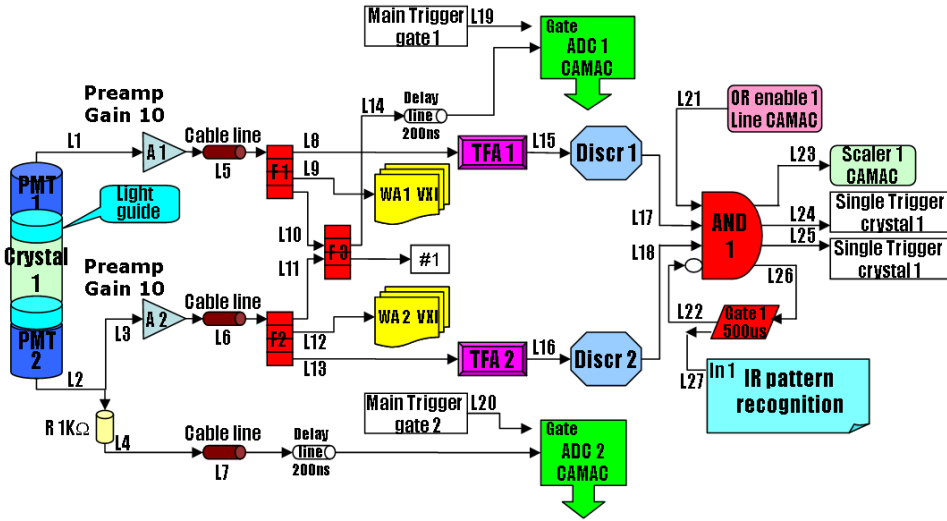 Main Trigger
gate 1
L19
Gate
ADC 1
CAMAC
Preamp
Gain 10
L14
Delay
line
200ns
L21
OR enable 1
Line CAMAC
L1
A 1
Cable line
L5
L8
F 1
L9
TFA 1
L15
Discr 1
L23
Scaler 1
CAMAC
PMT
1
Light
guide
WA1 VXI
L17
AND
1
L24
Single Trigger
crystal 1
L10
F 3
L18
L25
Single Trigger
crystal 1
Crystal
1
L11
#1
L26
Preamp
Gain 10
L3
A 2
Cable line
L6
F2
L12
WA2 VXI
L22
Gate 1
500us
PMT
2
L13
TFA 2
L16
Discr 2
L27
In 1
IR pattern
recognition
L2
R 1KΩ
L4
Cable line
L7
Delay
line
200ns
Main Trigger
gate 2
L20
Gate
ADC 2
CAMAC